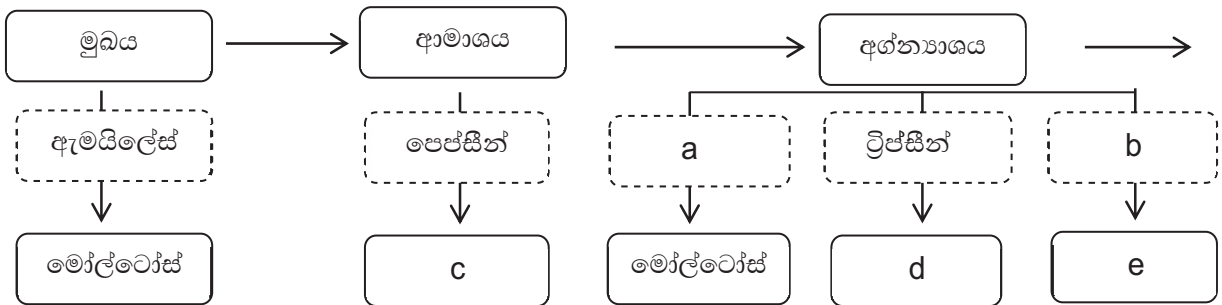 මුඛය
ආමාශය
අග්න්‍යාශය
ඇමයිලේස්
පෙප්සීන්
a
ට්‍රිප්සීන්
b
මෝල්ටෝස්
c
මෝල්ටෝස්
d
e